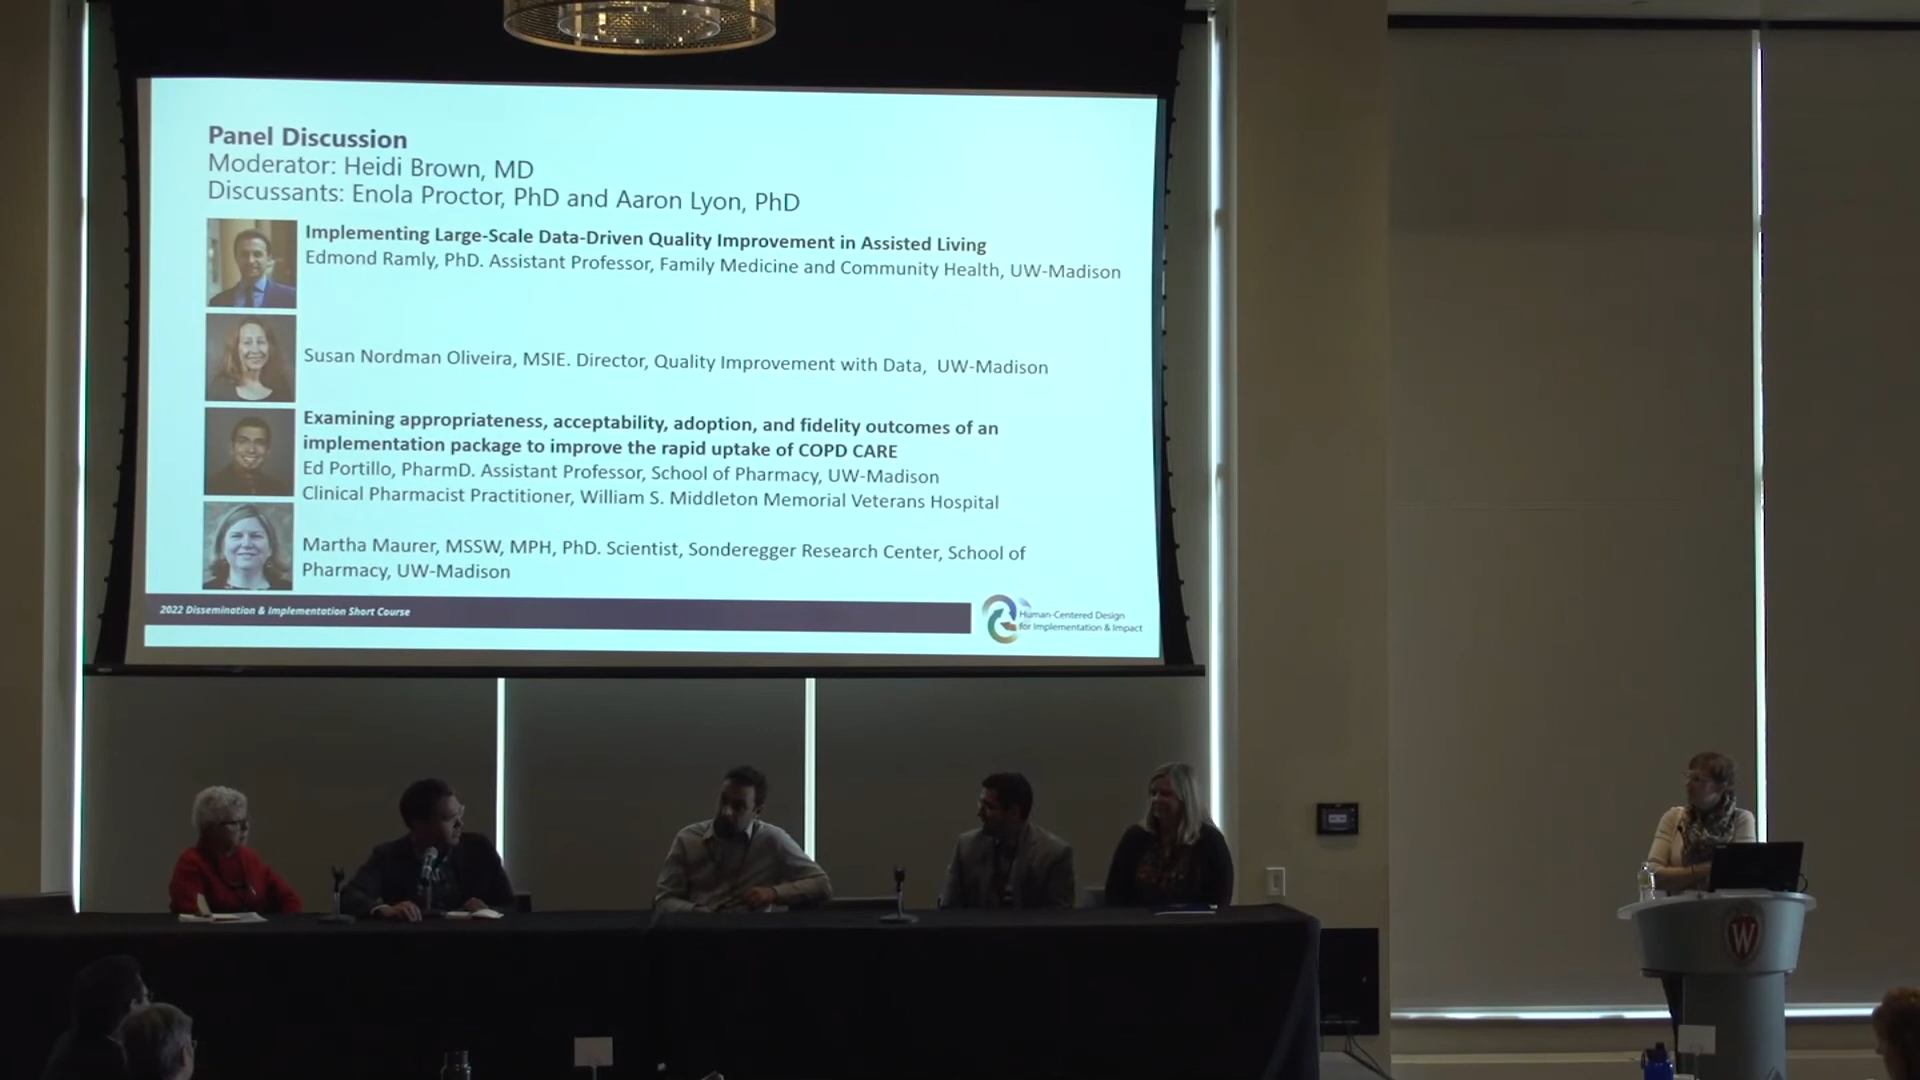 Panel Discussion
Moderator: Heidi Brown, MD
Discussants: Enola Proctor, PhD and Aaron Lyon, PhD
Implementing Large-Scale Data-Driven Quality Improvement in Assisted Living
Edmond Ramly, PhD. Assistant Professor, Family Medicine and Community Health, UW-Madison
Susan Nordman Oliveira, MSIE. Director, Quality Improvement with Data, UW-Madison
Examining appropriateness, acceptability, adoption, and fidelity outcomes of an
implementation package to improve the rapid uptake of COPD CARE
Ed Portillo, PharmD. Assistant Professor, School of Pharmacy, UW-Madison
Clinical Pharmacist Practitioner, William S. Middleton Memorial Veterans Hospital
Martha Maurer, MSSW, MPH, PhD. Scientist, Sonderegger Research Center, School of
Pharmacy, UW-Madison
2022 Dissemination & Implementation Short Course
Human-Centered Design
for Implementation & Impact
W